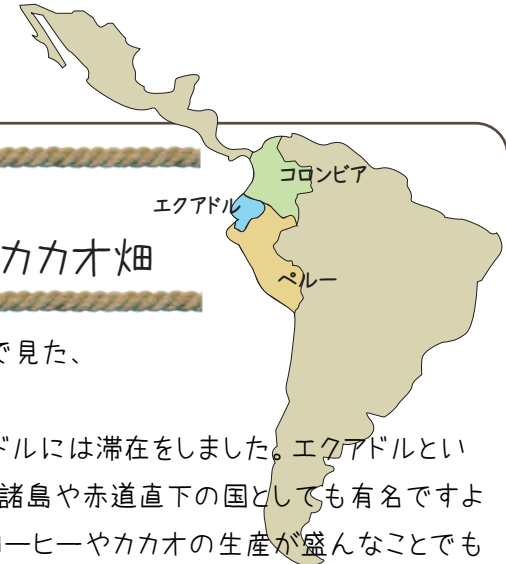 コロンビア
エクアドル
ペルー
カカオ畑
で見た、
ドルには滞在をしました。エクアドルとい
諸島や赤道直下の国としても有名ですよ
コーヒーやカカオの生産が盛んなことでも